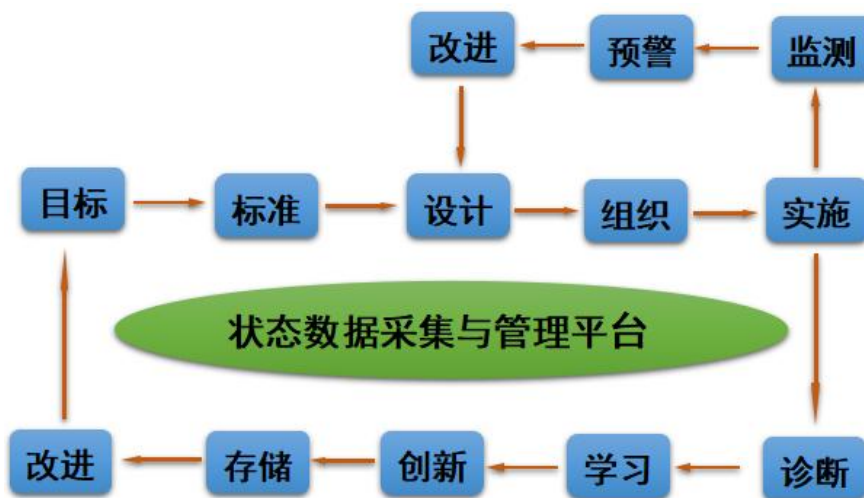 改进
预警
监测
目标
标准
设计
组织
实施
状态数据采集与管理平台
改进
存储
创新
学习
诊断